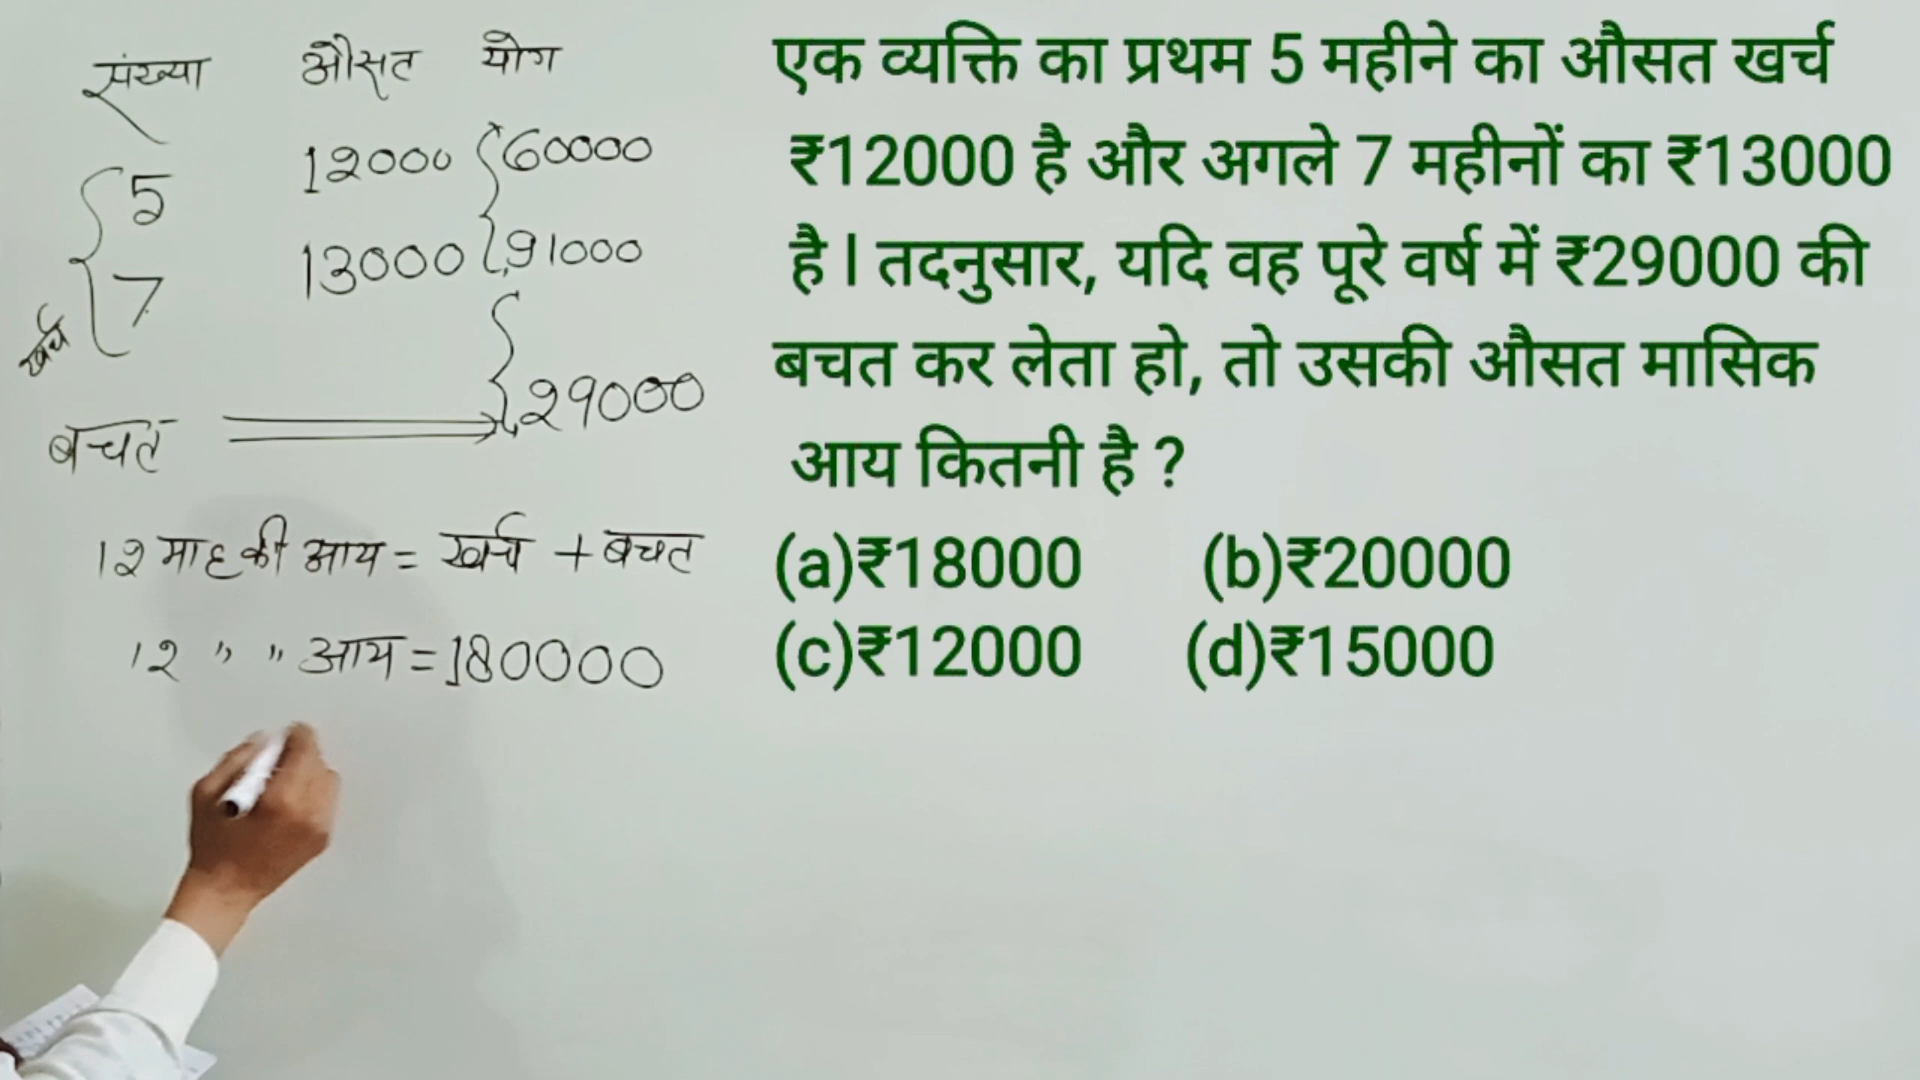 संख्या औसत योग
5 12000 60000
7 13000 91000
खर्च
बचत 29000
12 माह की आय = खर्च + बचत
12 " " आय = 180000
एक व्यक्ति का प्रथम 5 महीने का औसत खर्च
₹12000 है और अगले 7 महीनों का ₹13000
है l तदनुसार, यदि वह पूरे वर्ष में ₹29000 की
बचत कर लेता हो, तो उसकी औसत मासिक
आय कितनी है ?
(a)₹18000 (b)₹20000
(c)₹12000 (d)₹15000